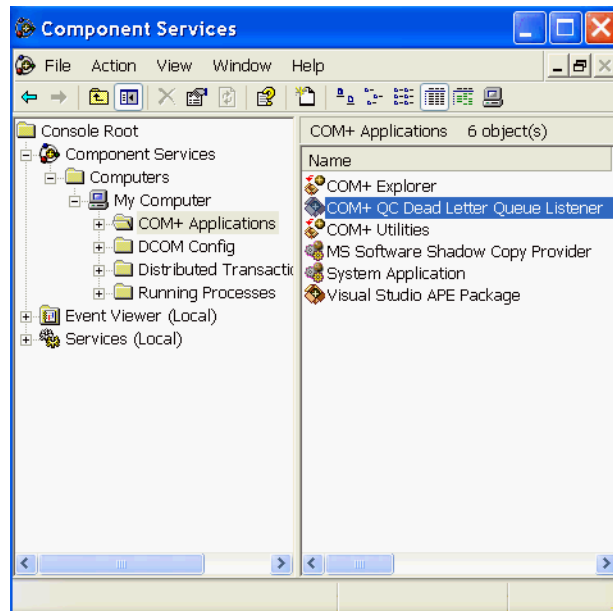 Component Services
File Action View Window Help
Console Root
Component Services
Computers
My Computer
COM+ Applications
DCOM Config
Distributed Transactic
Running Processes
Event Viewer (Local)
Services (Local)
COM+ Applications 6 object(s)
Name
COM+ Explorer
COM+ QC Dead Letter Queue Listener
COM+ Utilities
MS Software Shadow Copy Provider
System Application
Visual Studio APE Package